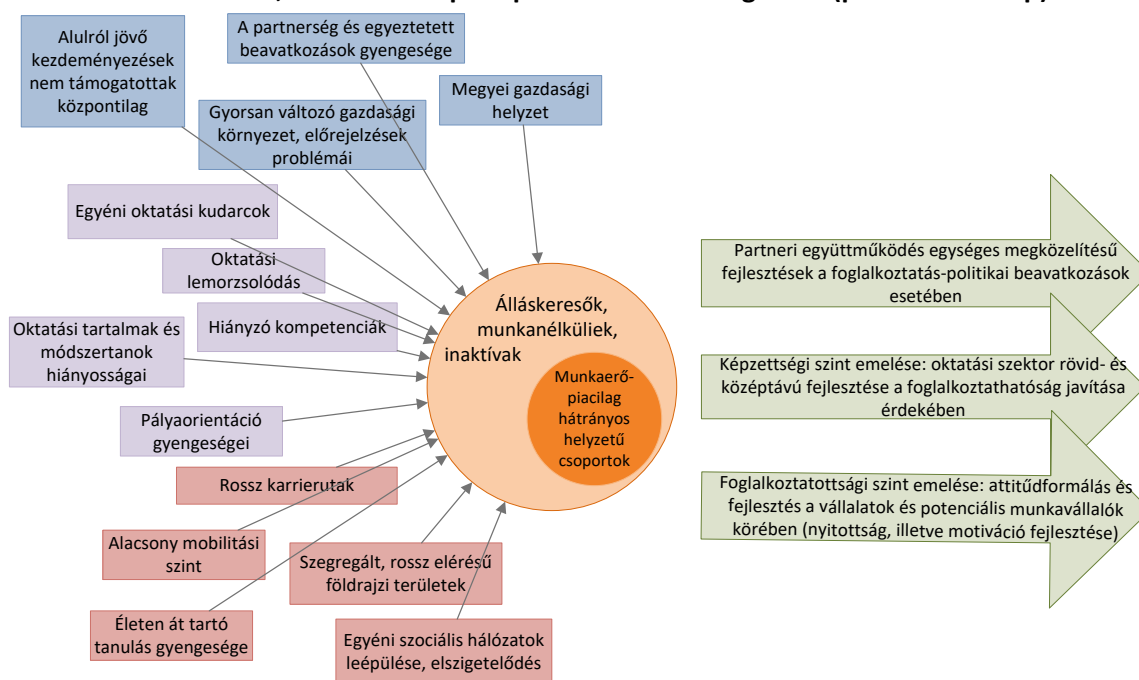 Alulról jövő
kezdeményezések
nem támogatottak
központilag
A partnerség és egyeztetett
beavatkozások gyengesége
Megyei gazdasági
helyzet
Gyorsan változó gazdasági
környezet, előrejelzések
problémái
Egyéni oktatási kudarcok
Oktatási
lemorzsolódás
Hiányzó kompetenciák
Oktatási tartalmak és
módszertanok
hiányosságai
Pályaorientáció
gyengeségei
Rossz karrierutak
Alacsony mobilitási
szint
Szegregált, rossz elérésű
földrajzi területek
Életen át tartó
tanulás gyengesége
Egyéni szociális hálózatok
leépülése, elszigetelődés
Álláskeresők,
munkanélküliek,
inaktívak
Munkaerő-
piacilag
hátrányos
helyzetű
csoportok
Partneri együttműködés egységes megközelítésű
fejlesztések a foglalkoztatás-politikai beavatkozások
esetében
Képzettségi szint emelése: oktatási szektor rövid- és
középtávú fejlesztése a foglalkoztathatóság javítása
érdekében
Foglalkoztatottsági szint emelése: attitűdformálás és
fejlesztés a vállalatok és potenciális munkavállalók
körében (nyitottság, illetve motiváció fejlesztése)